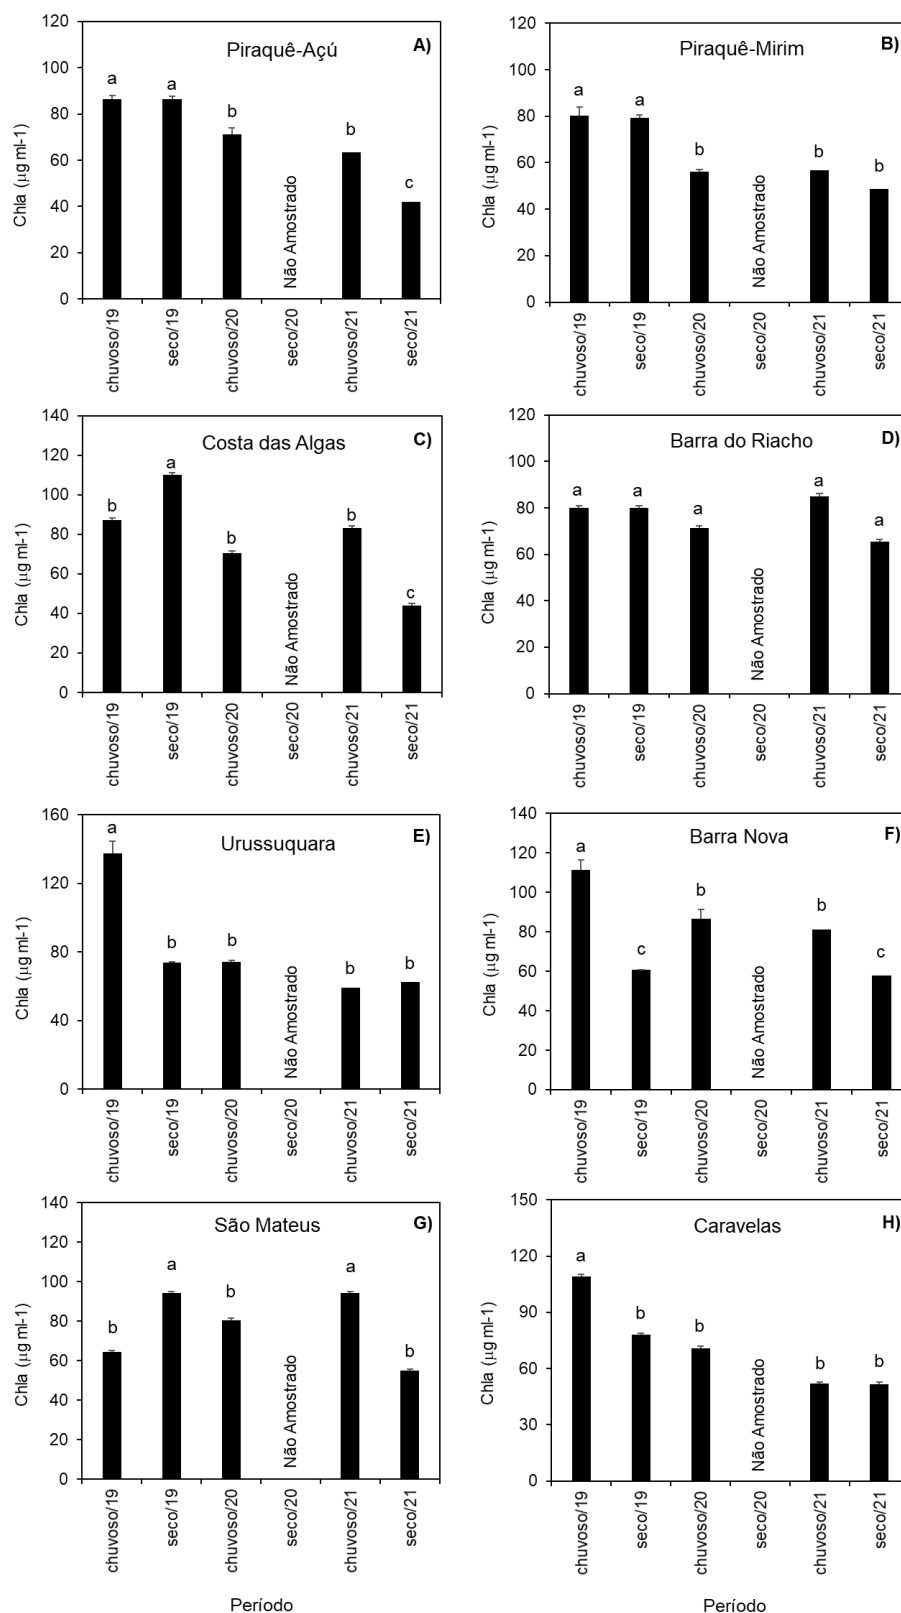 A)
Piraquê-Açú
Chla (µg ml-1)
120
100
80
60
40
20
0
a
a
b
b
c
Não Amostrado
chuvoso/19
seco/19
chuvoso/20
seco/20
chuvoso/21
seco/21
B)
Piraquê-Mirim
Chla (µg ml-1)
120
100
80
60
40
20
0
a
a
b
b
b
Não Amostrado
chuvoso/19
seco/19
chuvoso/20
seco/20
chuvoso/21
seco/21
C)
Costa das Algas
Chla (µg ml-1)
140
120
100
80
60
40
20
0
b
a
b
b
c
Não Amostrado
chuvoso/19
seco/19
chuvoso/20
seco/20
chuvoso/21
seco/21
D)
Barra do Riacho
Chla (µg ml-1)
120
100
80
60
40
20
0
a
a
a
a
a
Não Amostrado
chuvoso/19
seco/19
chuvoso/20
seco/20
chuvoso/21
seco/21
E)
Urussuquara
Chla (µg ml-1)
160
120
80
40
0
a
b
b
b
b
Não Amostrado
chuvoso/19
seco/19
chuvoso/20
seco/20
chuvoso/21
seco/21
F)
Barra Nova
Chla (µg ml-1)
140
120
100
80
60
40
20
0
a
c
b
b
c
Não Amostrado
chuvoso/19
seco/19
chuvoso/20
seco/20
chuvoso/21
seco/21
G)
São Mateus
Chla (µg ml-1)
140
120
100
80
60
40
20
0
b
a
b
a
b
Não Amostrado
chuvoso/19
seco/19
chuvoso/20
seco/20
chuvoso/21
seco/21
Período
H)
Caravelas
Chla (µg ml-1)
150
120
90
60
30
0
a
b
b
b
b
Não Amostrado
chuvoso/19
seco/19
chuvoso/20
seco/20
chuvoso/21
seco/21
Período